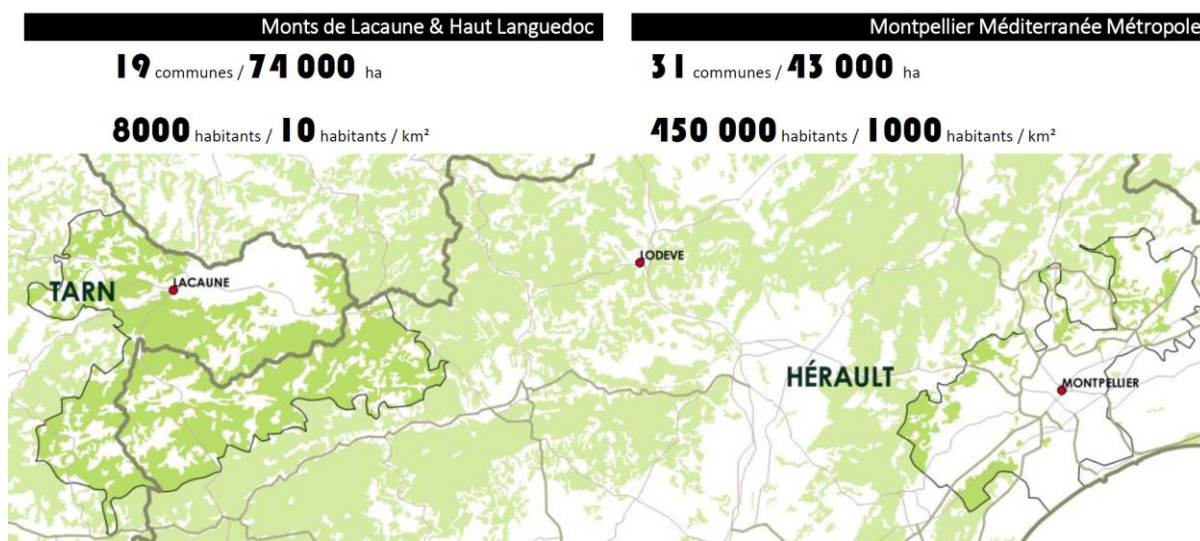 Monts de Lacaune & Haut Languedoc
19 communes / 74 000 ha
8000 habitants / 10 habitants / km²
Montpellier Méditerranée Métropole
31 communes / 43 000 ha
450 000 habitants / 1000 habitants / km²
TARN
LACAUNE
LODEVE
HÉRAULT
MONTPELLIER